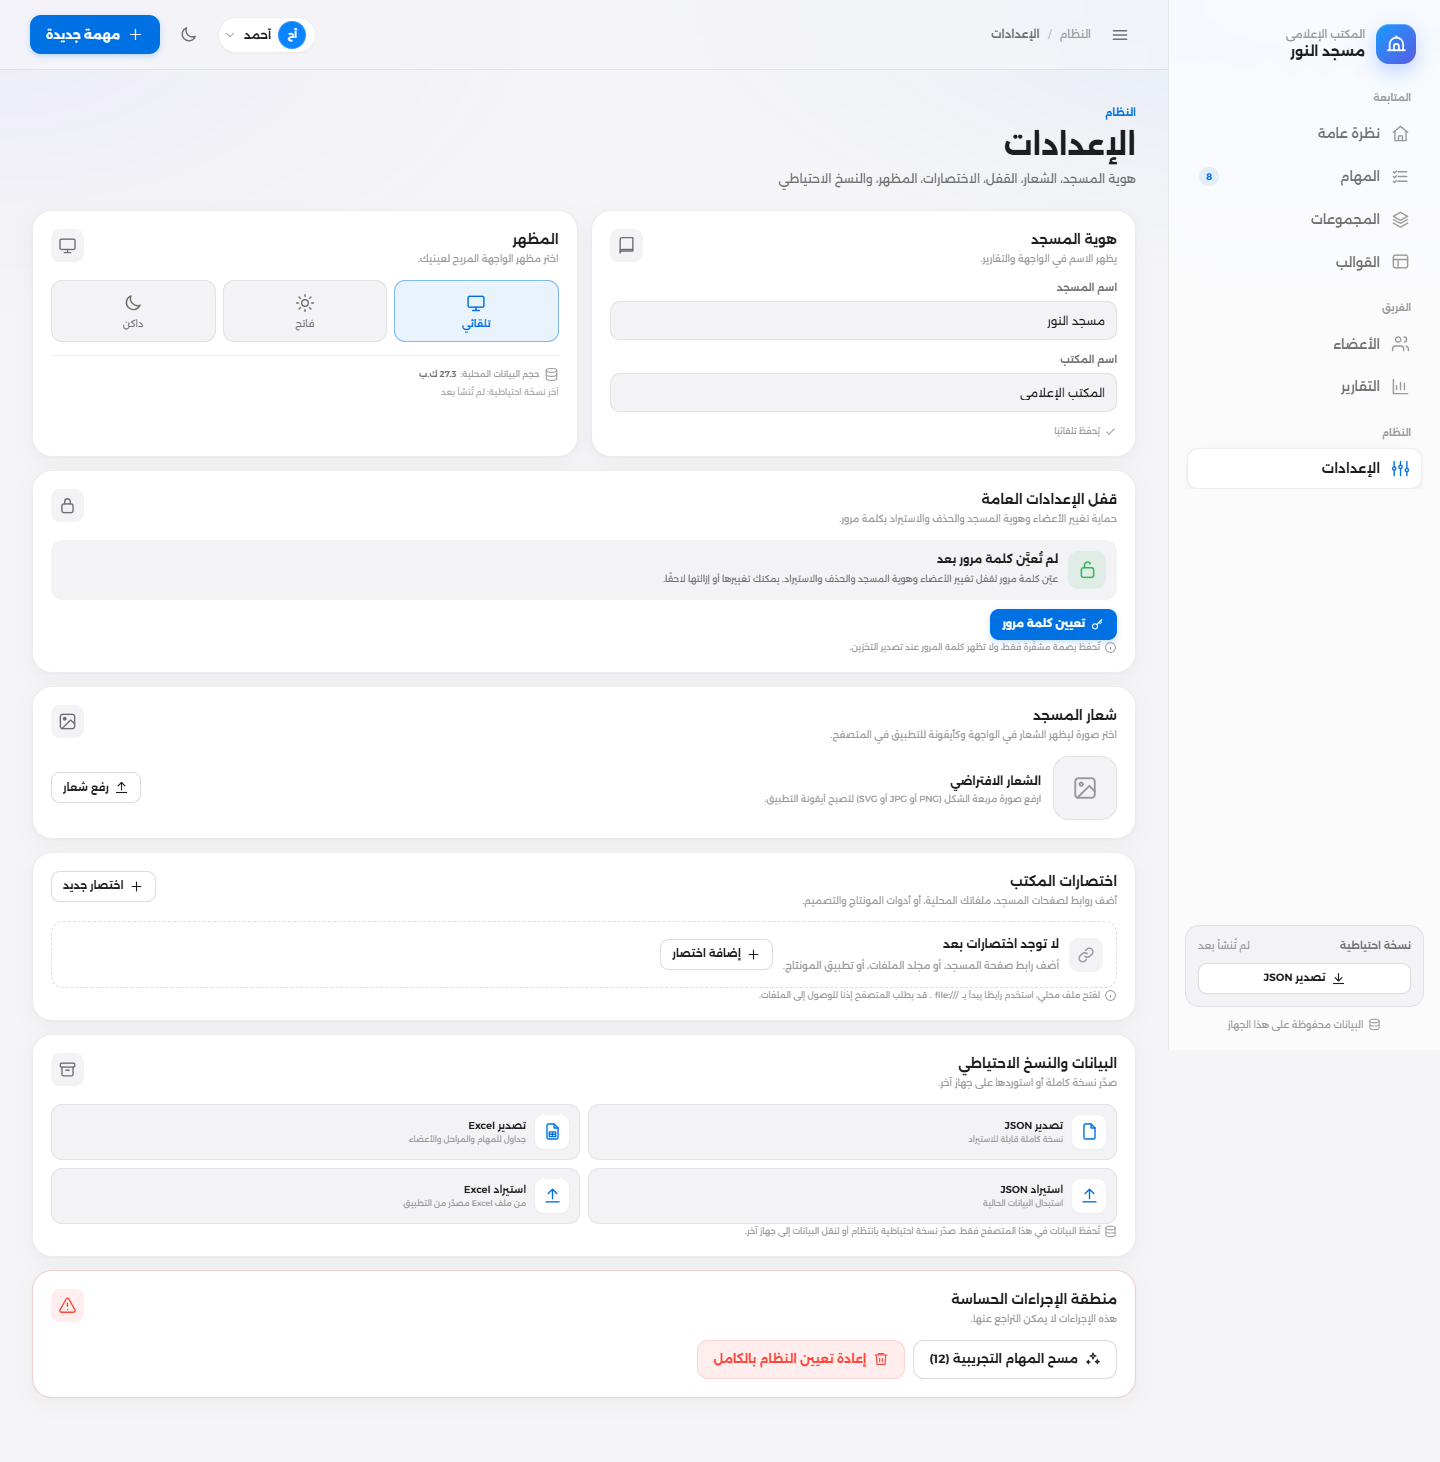 المكتب الإعلامي
مسجد النور
المتابعة
نظرة عامة
المهام
8
المجموعات
القوالب
الفريق
الأعضاء
التقارير
النظام
الإعدادات
نسخة احتياطية
لم تُنشأ بعد
تصدير JSON
البيانات محفوظة على هذا الجهاز
النظام / الإعدادات
أح
أحمد
مهمة جديدة
النظام
الإعدادات
هوية المسجد، الشعار، القفل، الاختصارات، المظهر، والنسخ الاحتياطي
هوية المسجد
يظهر الاسم في الواجهة والتقارير.
اسم المسجد
مسجد النور
اسم المكتب
المكتب الإعلامي
يُحفظ تلقائيًا
المظهر
اختر مظهر الواجهة المريح لعينيك.
تلقائي
فاتح
داكن
حجم البيانات المحلية: 27.3 ك.ب
آخر نسخة احتياطية: لم تُنشأ بعد
قفل الإعدادات العامة
حماية تغيير الأعضاء وهوية المسجد والحذف والاستيراد بكلمة مرور.
لم تُعيَّن كلمة مرور بعد
عيّن كلمة مرور لقفل تغيير الأعضاء وهوية المسجد والحذف والاستيراد. يمكنك تغييرها أو إزالتها لاحقًا.
تعيين كلمة مرور
تُحفظ بصمة مشفّرة فقط، ولا تظهر كلمة المرور عند تصدير التخزين.
شعار المسجد
اختر صورة ليظهر الشعار في الواجهة وكأيقونة للتطبيق في المتصفح.
الشعار الافتراضي
ارفع صورة مربعة الشكل (PNG أو JPG أو SVG) لتصبح أيقونة التطبيق.
رفع شعار
اختصارات المكتب
أضف روابط لصفحات المسجد، ملفاتك المحلية، أو أدوات المونتاج والتصميم.
اختصار جديد
لا توجد اختصارات بعد
أضف رابط صفحة المسجد، أو مجلد الملفات، أو تطبيق المونتاج.
إضافة اختصار
لفتح ملف محلي، استخدم رابطًا يبدأ بـ file:/// . قد يطلب المتصفح إذنًا للوصول إلى الملفات.
البيانات والنسخ الاحتياطي
صدّر نسخة كاملة أو استوردها على جهاز آخر.
تصدير JSON
نسخة كاملة قابلة للاستيراد
تصدير Excel
جداول للمهام والمراحل والأعضاء
استيراد JSON
استبدال البيانات الحالية
استيراد Excel
من ملف Excel مصدّر من التطبيق
تُحفظ البيانات في هذا المتصفح فقط. صدّر نسخة احتياطية بانتظام أو لنقل البيانات إلى جهاز آخر.
منطقة الإجراءات الحساسة
هذه الإجراءات لا يمكن التراجع عنها.
مسح المهام التجريبية (12)
إعادة تعيين النظام بالكامل